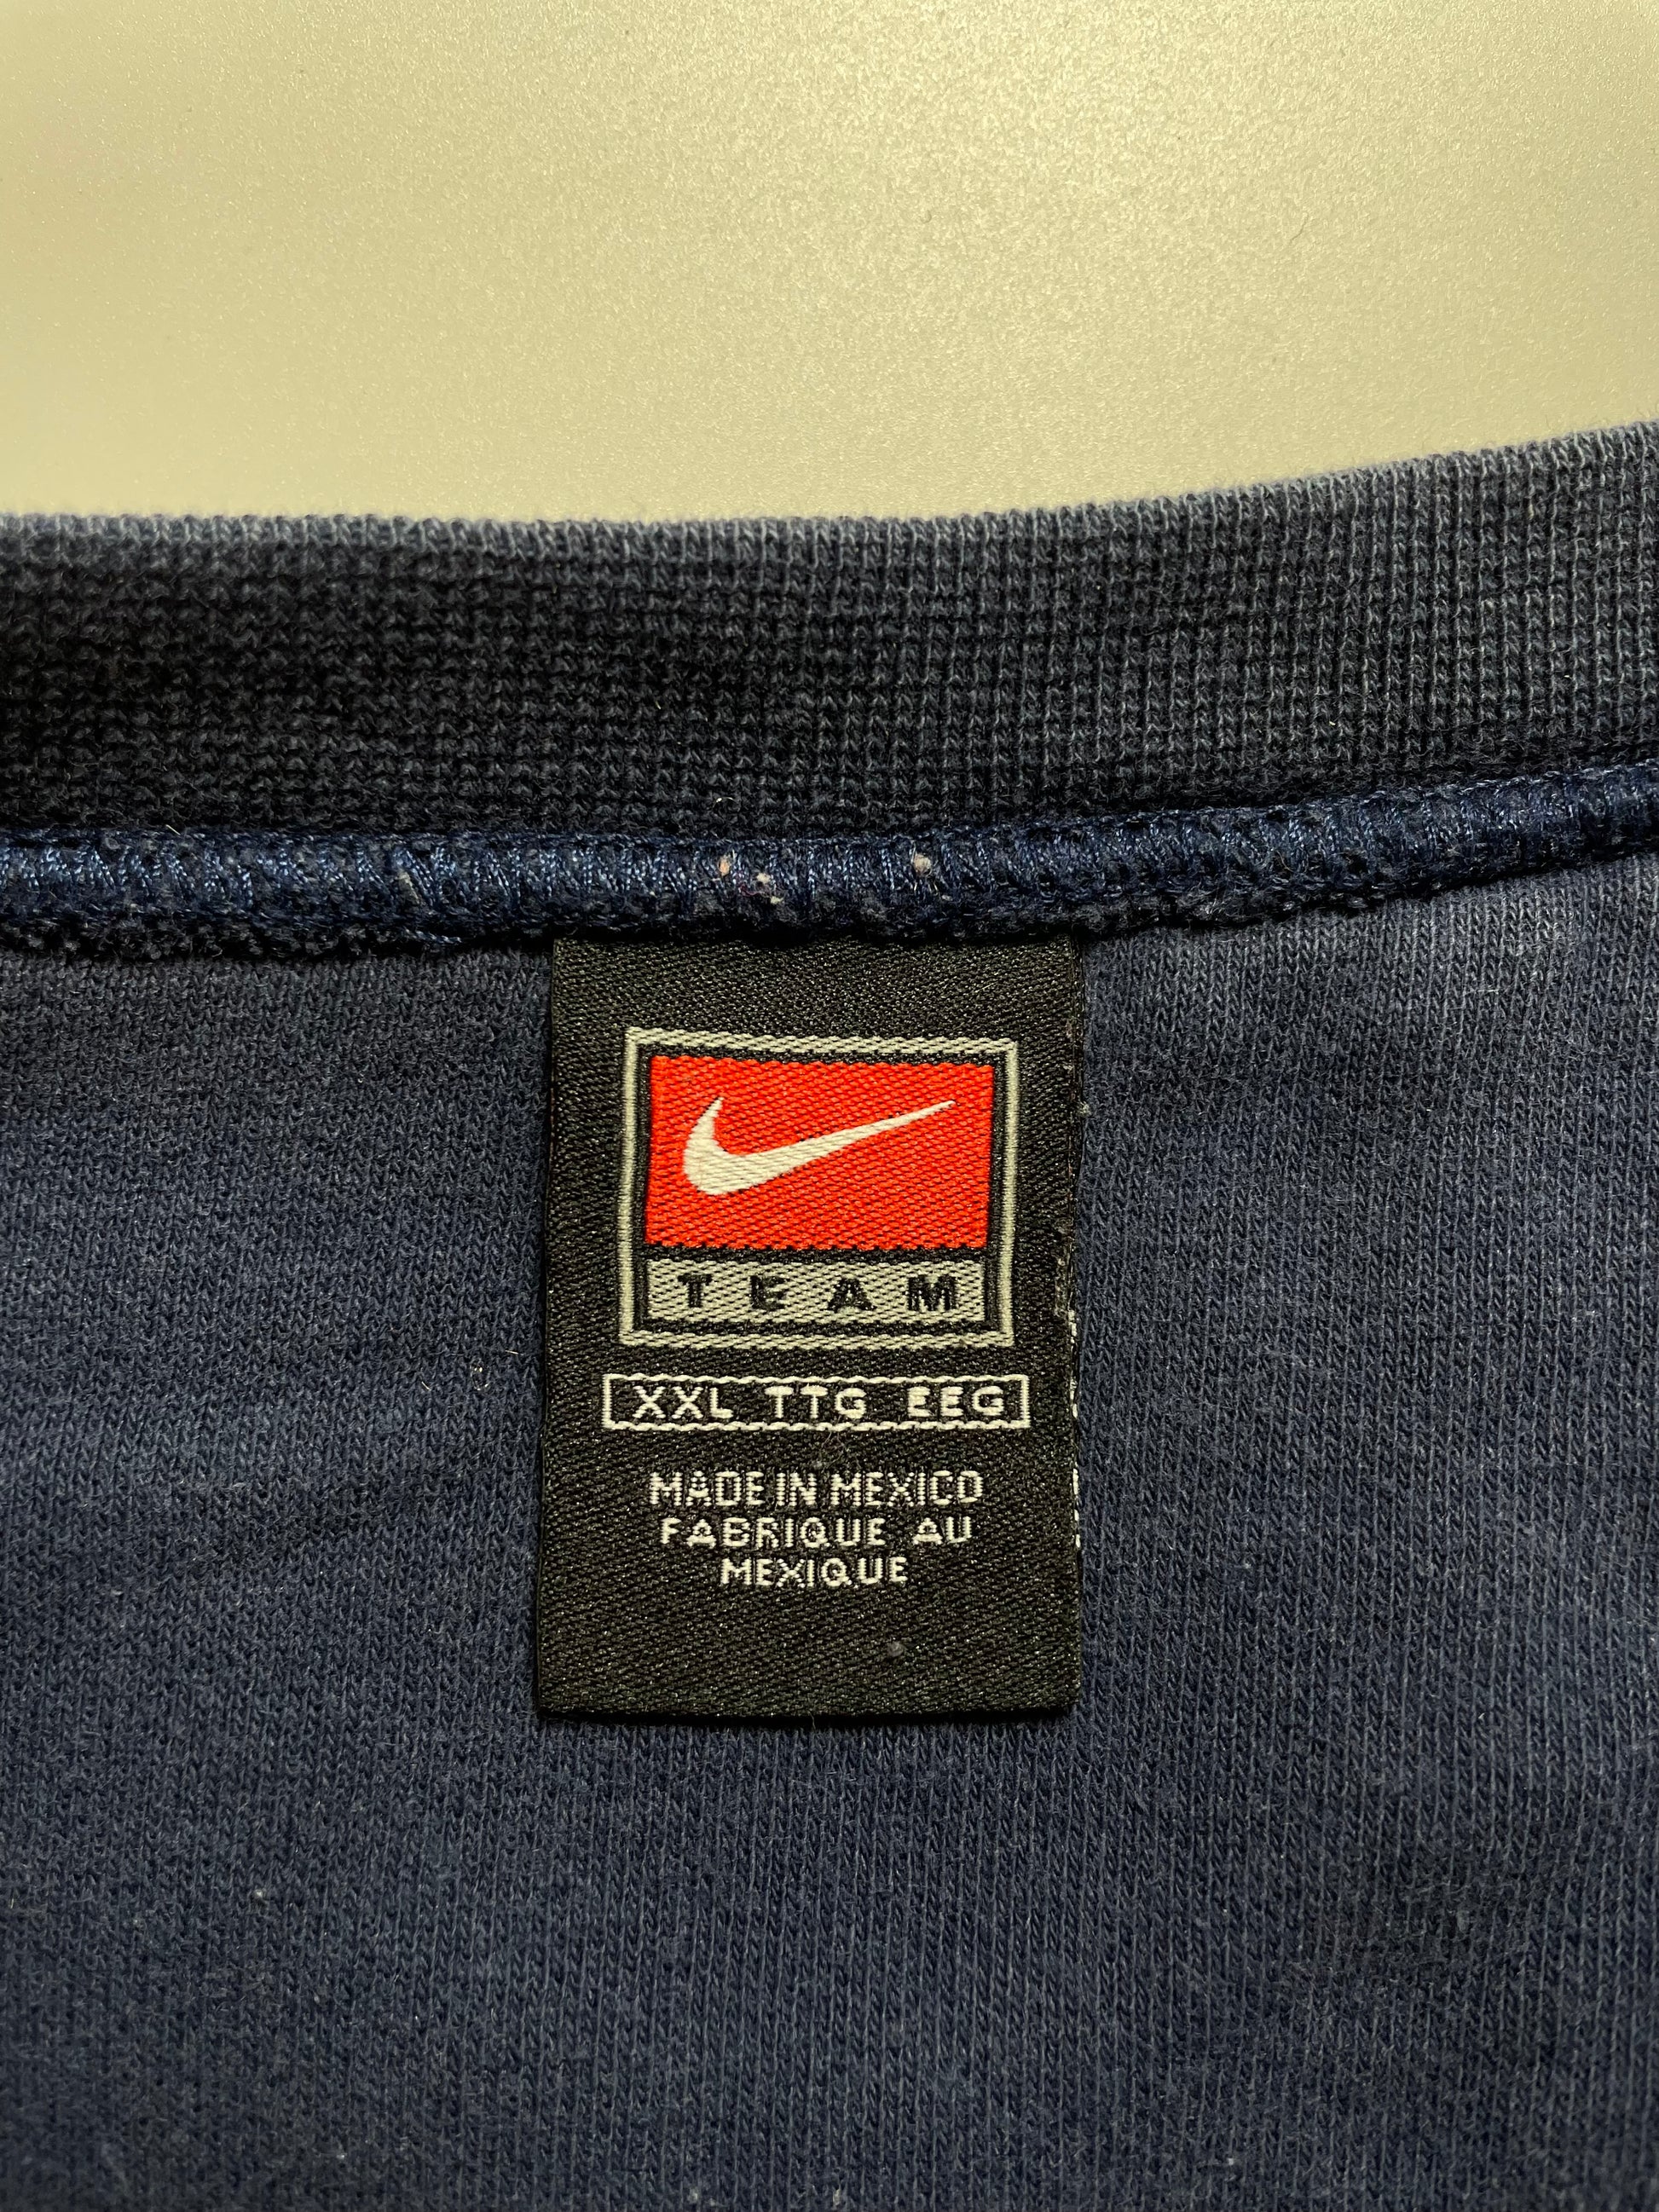 TEAM
XXL TTG EEG
MADE IN MEXICO
FABRIQUE AU
MEXIQUE